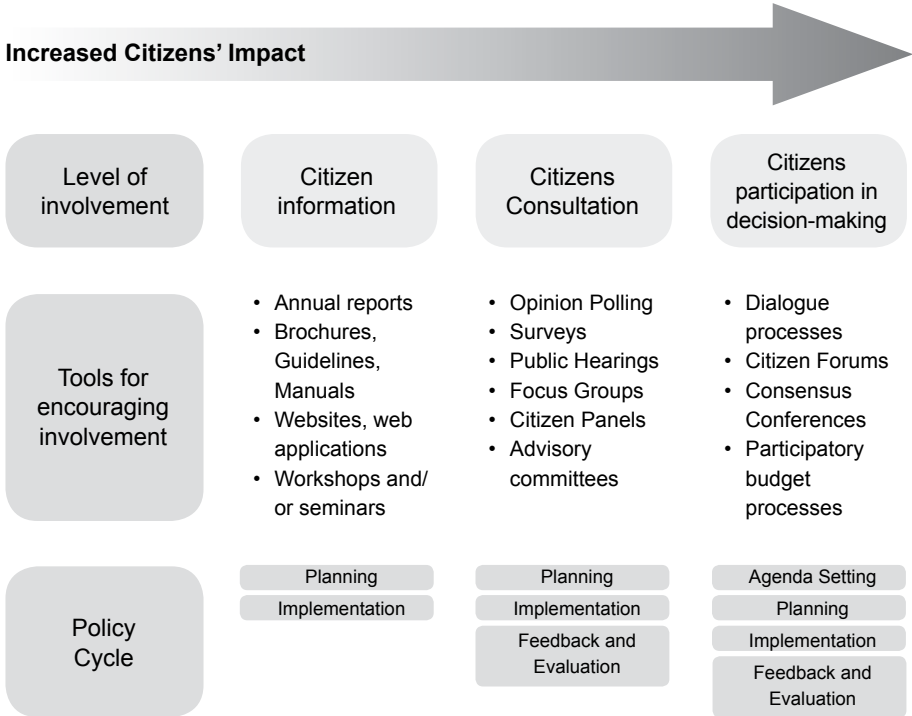 Increased Citizens’ Impact
Level of
involvement
Citizen
information
Citizens
Consultation
Citizens
participation in
decision-making
Tools for
encouraging
involvement
• Annual reports
• Brochures,
Guidelines,
Manuals
• Websites, web
applications
• Workshops and/
or seminars
• Opinion Polling
• Surveys
• Public Hearings
• Focus Groups
• Citizen Panels
• Advisory
committees
• Dialogue
processes
• Citizen Forums
• Consensus
Conferences
• Participatory
budget
processes
Policy
Cycle
Planning
Implementation
Planning
Implementation
Feedback and
Evaluation
Agenda Setting
Planning
Implementation
Feedback and
Evaluation